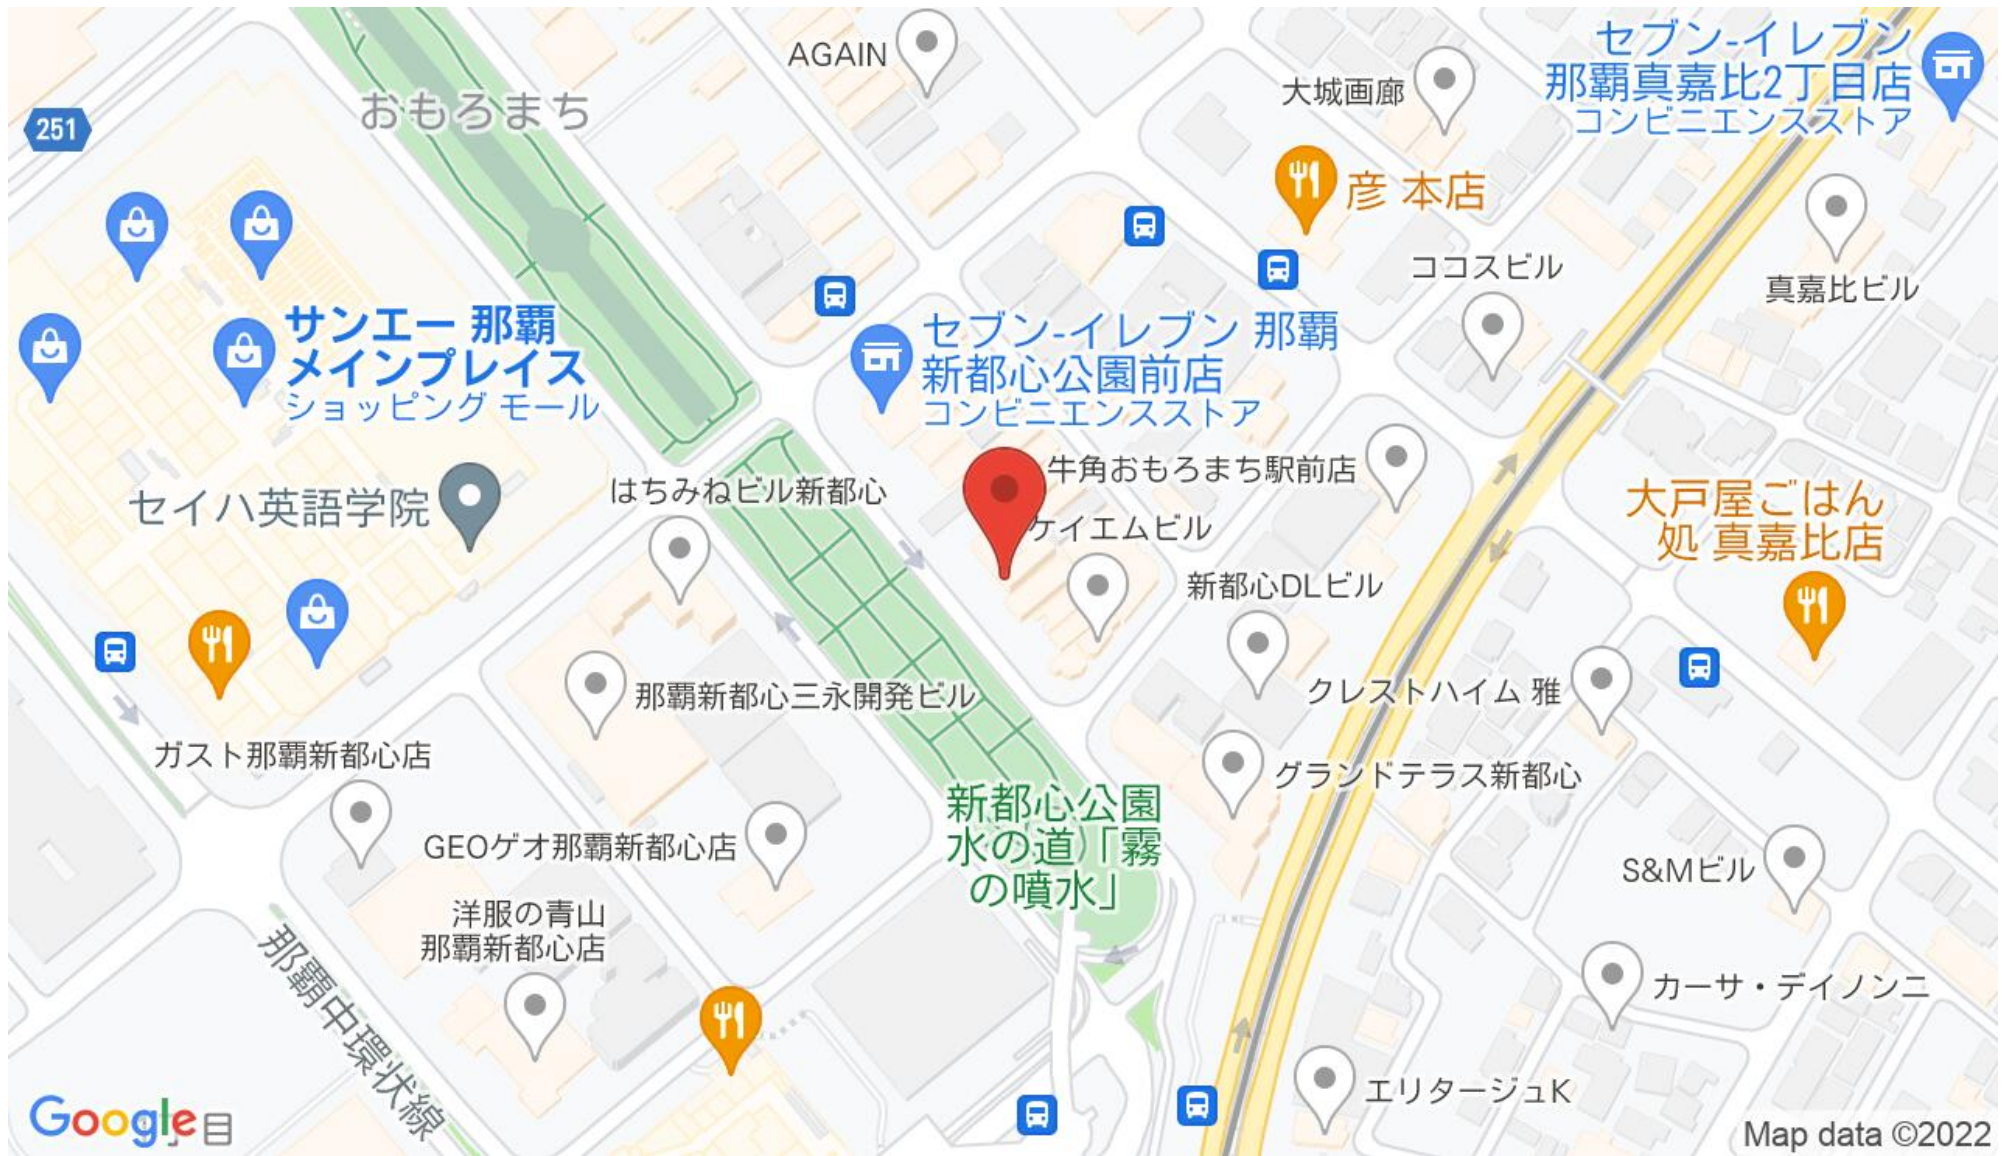 AGAIN
大城画廊
セブン-イレブン
那覇真嘉比2丁目店
コンビニエンスストア
251
おもろまち
彦 本店
ココスビル
真嘉比ビル
サンエー 那覇
メインプレイス
ショッピング モール
セブン-イレブン 那覇
新都心公園前店
コンビニエンスストア
牛角おもろまち駅前店
セイハ英語学院
はちみねビル新都心
ケイエムビル
大戸屋ごはん
処 真嘉比店
新都心DLビル
クレストハイム 雅
那覇新都心三永開発ビル
ガスト那覇新都心店
グランドテラス新都心
新都心公園
水の道「霧
の噴水」
GEOゲオ那覇新都心店
S&Mビル
洋服の青山
那覇新都心店
那覇中環状線
カーサ・デイノンニ
エリタージュK
Google
目
Map data ©2022